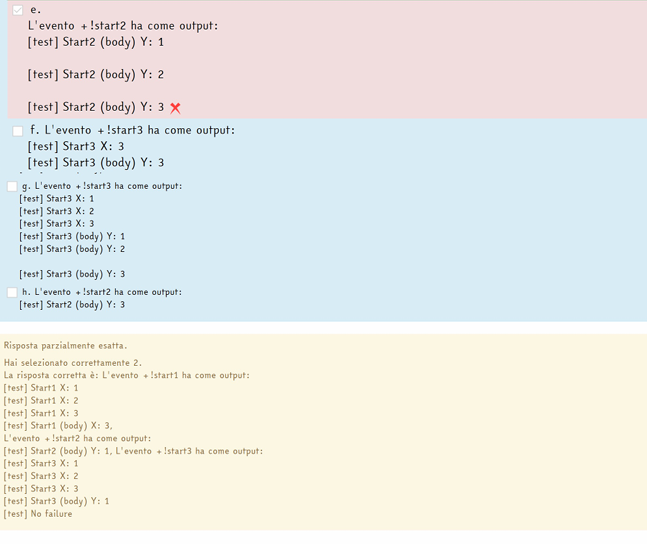 e.
L'evento +!start2 ha come output:
[test] Start2 (body) Y: 1
[test] Start2 (body) Y: 2
[test] Start2 (body) Y: 3
f. L'evento +!start3 ha come output:
[test] Start3 X: 3
[test] Start3 (body) Y: 3
g. L'evento +!start3 ha come output:
[test] Start3 X: 1
[test] Start3 X: 2
[test] Start3 X: 3
[test] Start3 (body) Y: 1
[test] Start3 (body) Y: 2
[test] Start3 (body) Y: 3
h. L'evento +!start2 ha come output:
[test] Start2 (body) Y: 3
Risposta parzialmente esatta.
Hai selezionato correttamente 2.
La risposta corretta è: L'evento +!start1 ha come output:
[test] Start1 X: 1
[test] Start1 X: 2
[test] Start1 X: 3
[test] Start1 (body) X: 3,
L'evento +!start2 ha come output:
[test] Start2 (body) Y: 1, L'evento +!start3 ha come output:
[test] Start3 X: 1
[test] Start3 X: 2
[test] Start3 X: 3
[test] Start3 (body) Y: 1
[test] No failure